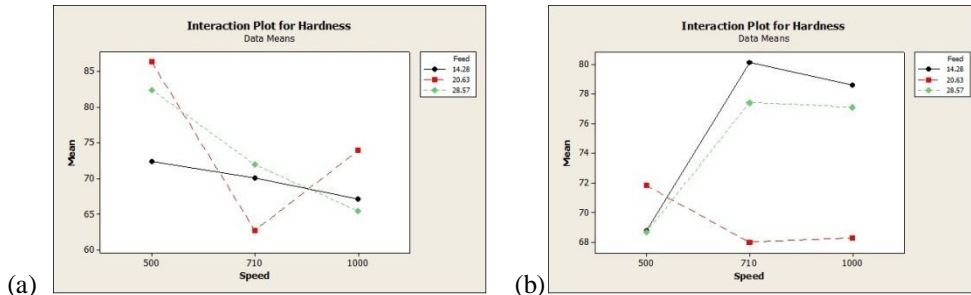 Interaction Plot for Hardness
Data Means
Feed
14.28
20.63
28.57
85
80
75
70
65
60
Mean
500
710
1000
Speed
(a)
Interaction Plot for Hardness
Data Means
Feed
14.28
20.63
28.57
80
78
76
74
72
70
68
Mean
500
710
1000
Speed
(b)